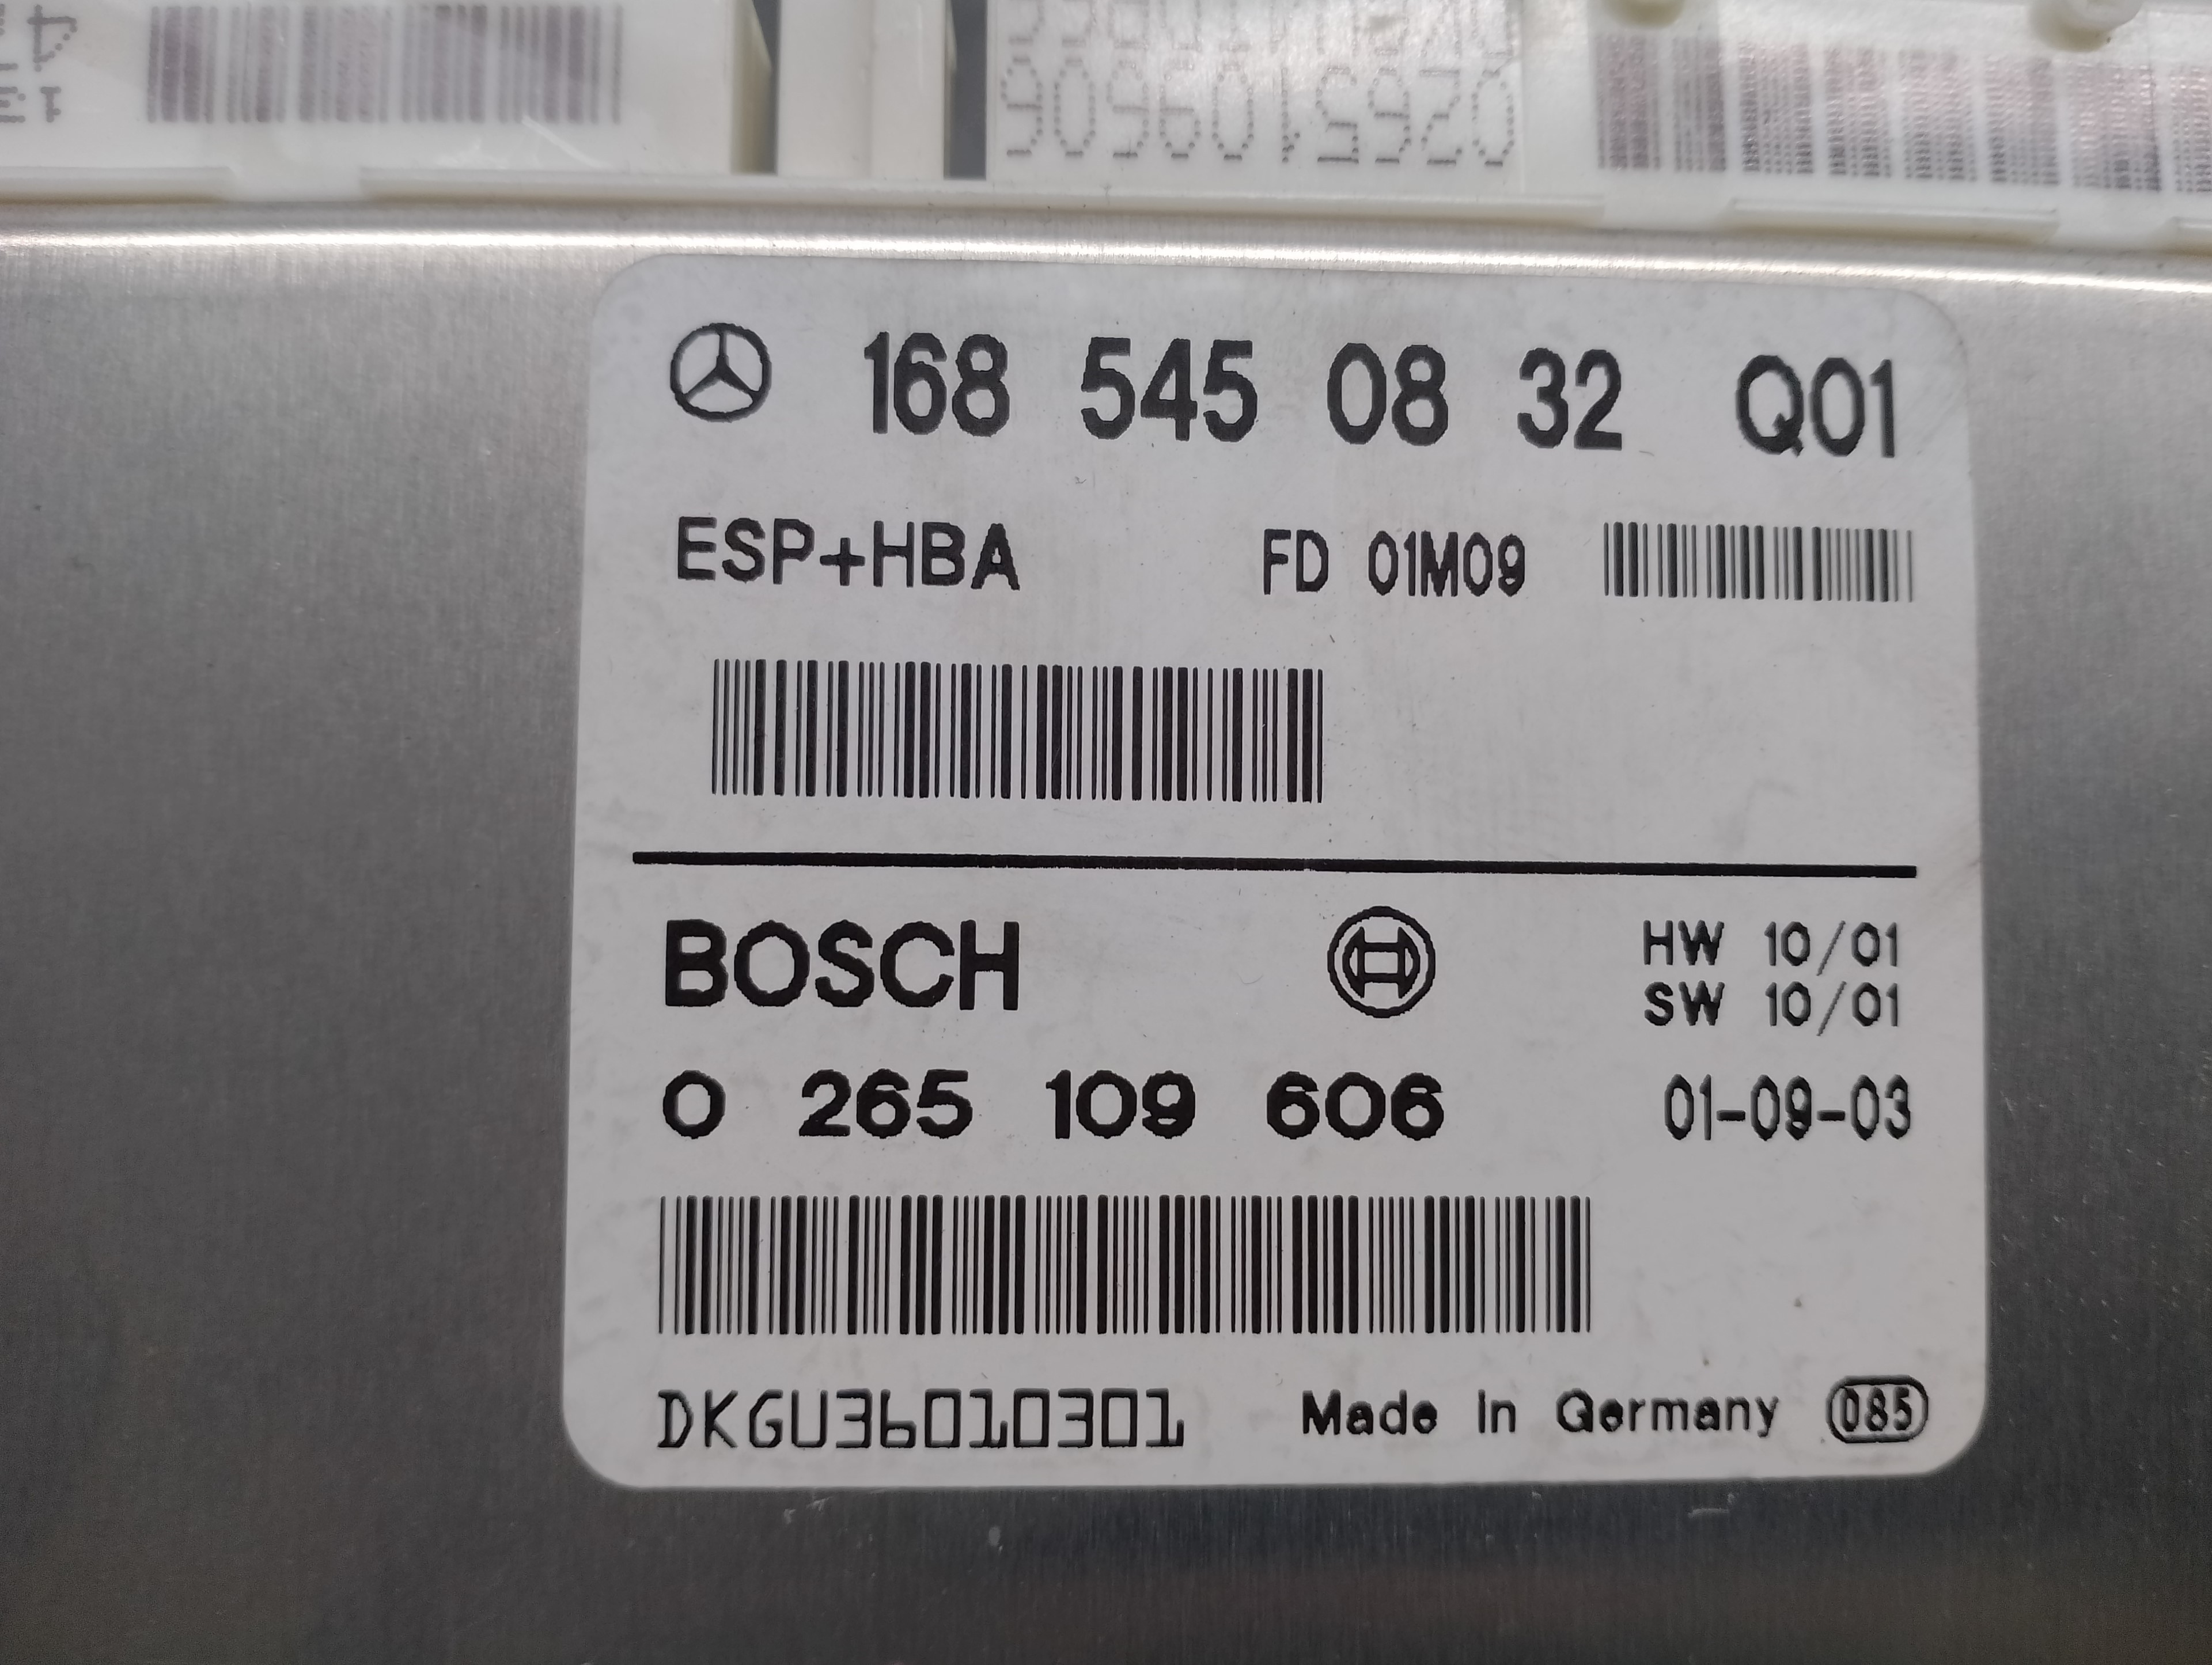 0265109606
168 545 08 32 Q01
ESP+HBA FD 01M09
BOSCH HW 10/01
SW 10/01
0 265 109 606 01-09-03
DKGU36010301 Made in Germany 085